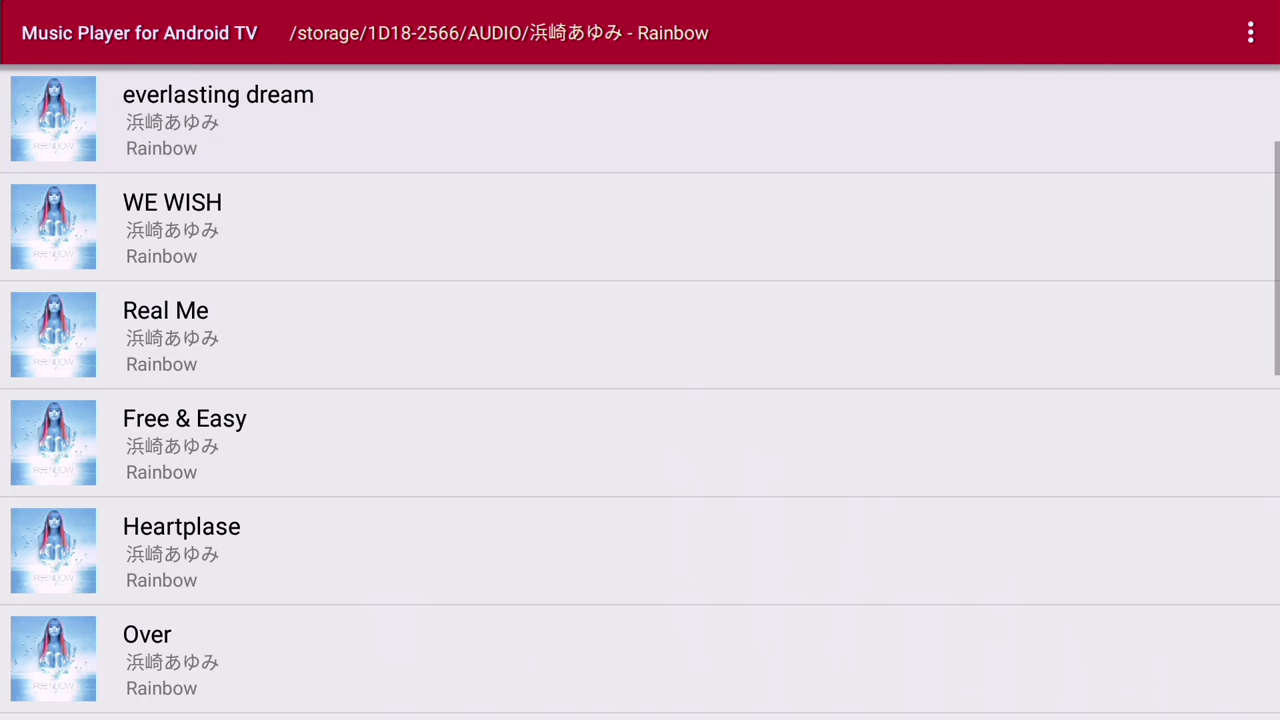 Music Player for Android TV /storage/1D18-2566/AUDIO/浜崎あゆみ - Rainbow
everlasting dream
浜崎あゆみ
Rainbow
WE WISH
浜崎あゆみ
Rainbow
Real Me
浜崎あゆみ
Rainbow
Free & Easy
浜崎あゆみ
Rainbow
Heartplase
浜崎あゆみ
Rainbow
Over
浜崎あゆみ
Rainbow